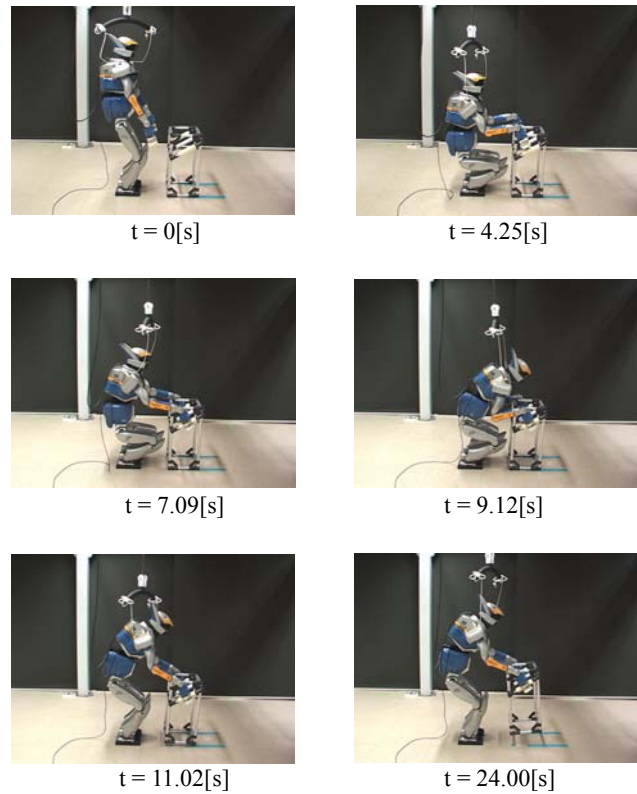 t = 0[s]
t = 4.25[s]
t = 7.09[s]
t = 9.12[s]
t = 11.02[s]
t = 24.00[s]